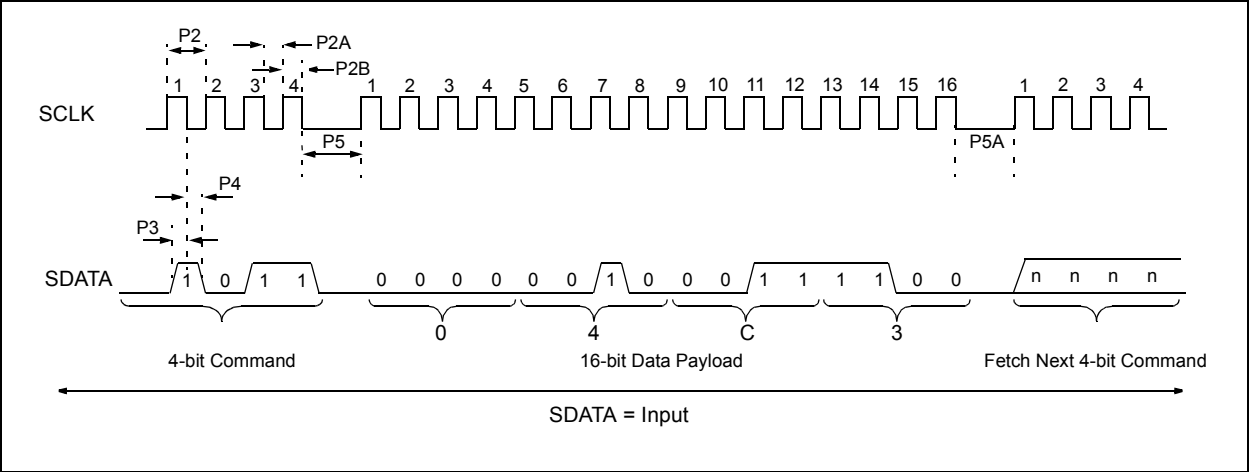 P2
P2A
P2B
1 2 3 4 1 2 3 4 5 6 7 8 9 10 11 12 13 14 15 16 1 2 3 4
SCLK
P5
P5A
P4
P3
SDATA
1 0 1 1 0 0 0 0 0 0 1 0 0 0 1 1 1 1 0 0 n n n n
0 4 C 3
4-bit Command
16-bit Data Payload
Fetch Next 4-bit Command
SDATA = Input